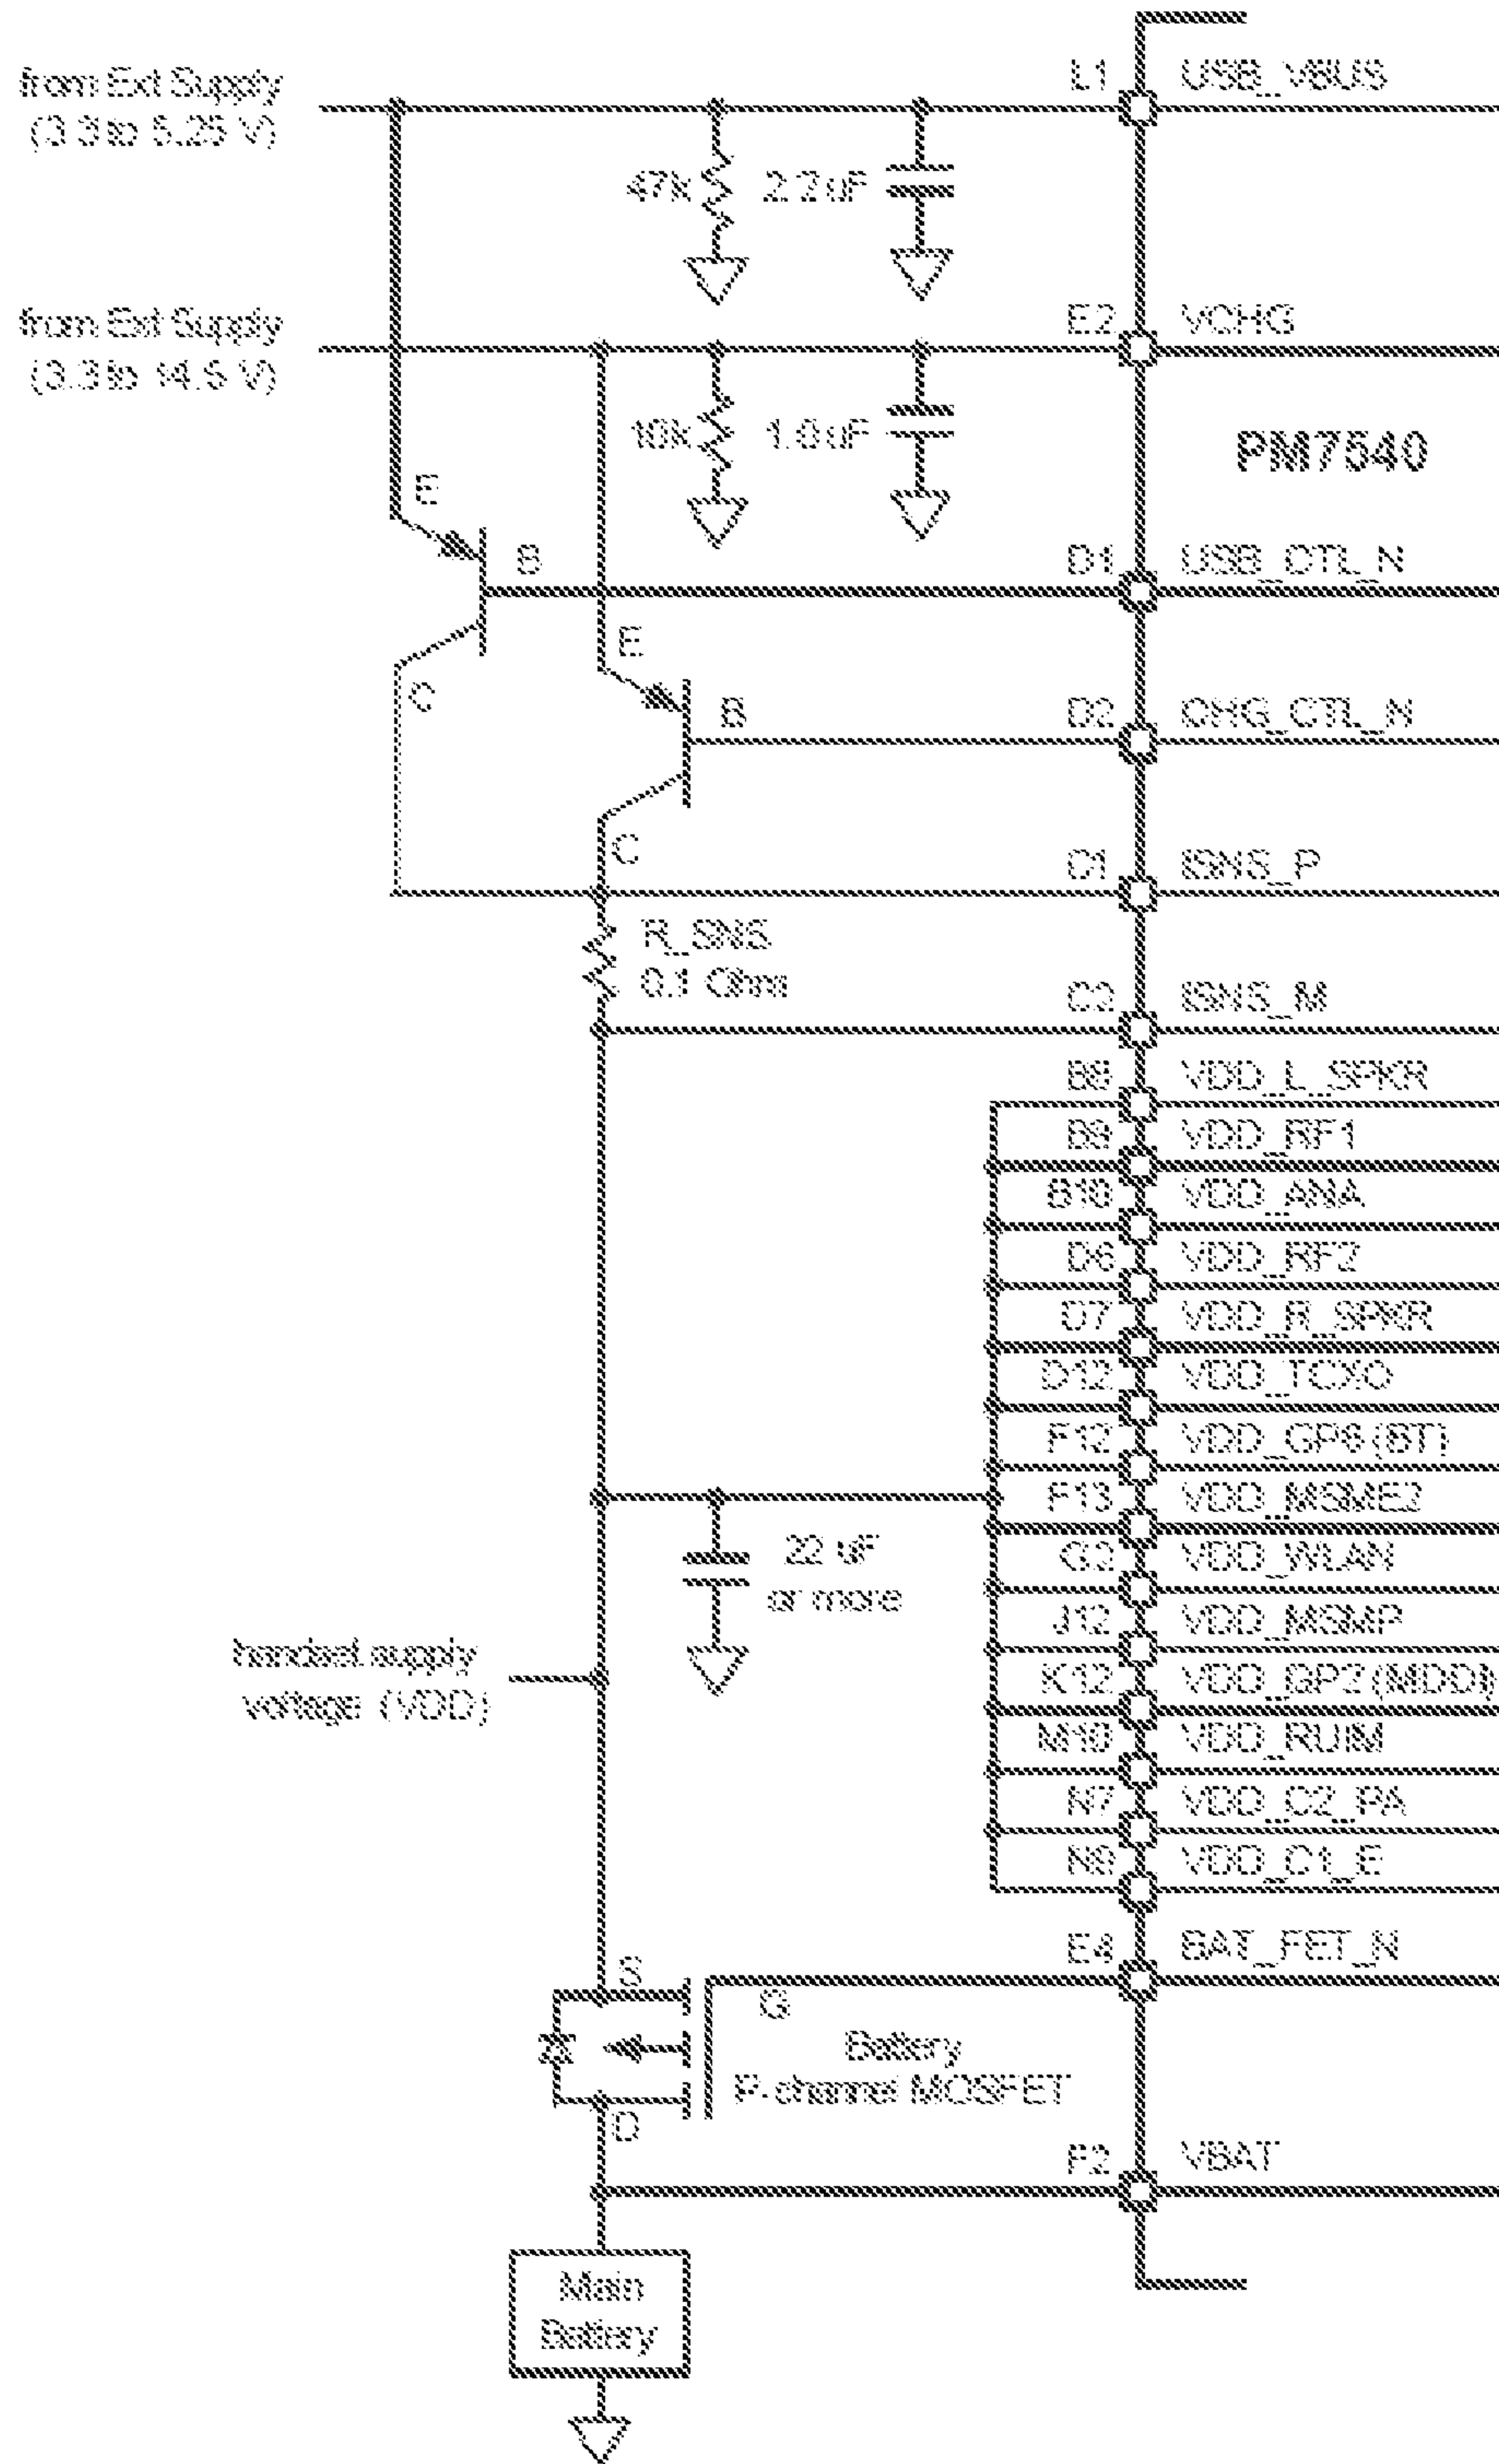 L1 USB_VBUS
from Ext Supply
(3.3 to 5.25 V)
47k 2.2 uF
E2 VCHG
from Ext Supply
(3.3 to 14.5 V)
10k 1.0 uF
PM7540
E
B D1 USB_CTL_N
E
C
B D2 CHG_CTL_N
C C1 ISNS_P
R_SNS
0.1 Ohms
C2 ISNS_M
B8 VDD_L_SPKR
B9 VDD_RF1
B10 VDD_ANA
D6 VDD_RF2
D7 VDD_R_SPKR
D12 VDD_TCXO
F12 VDD_GP6 (BT)
F13 VDD_MSME2
22 uF
or more
G2 VDD_WLAN
J12 VDD_MSMP
handset supply
voltage (VDD)
K12 VDD_GP2 (MDDI)
M10 VDD_RUIM
N7 VDD_C2_PA
N9 VDD_C1_E
E4 BAT_FET_N
S
G
Battery
P-channel MOSFET
D
F2 VBAT
Main
Battery